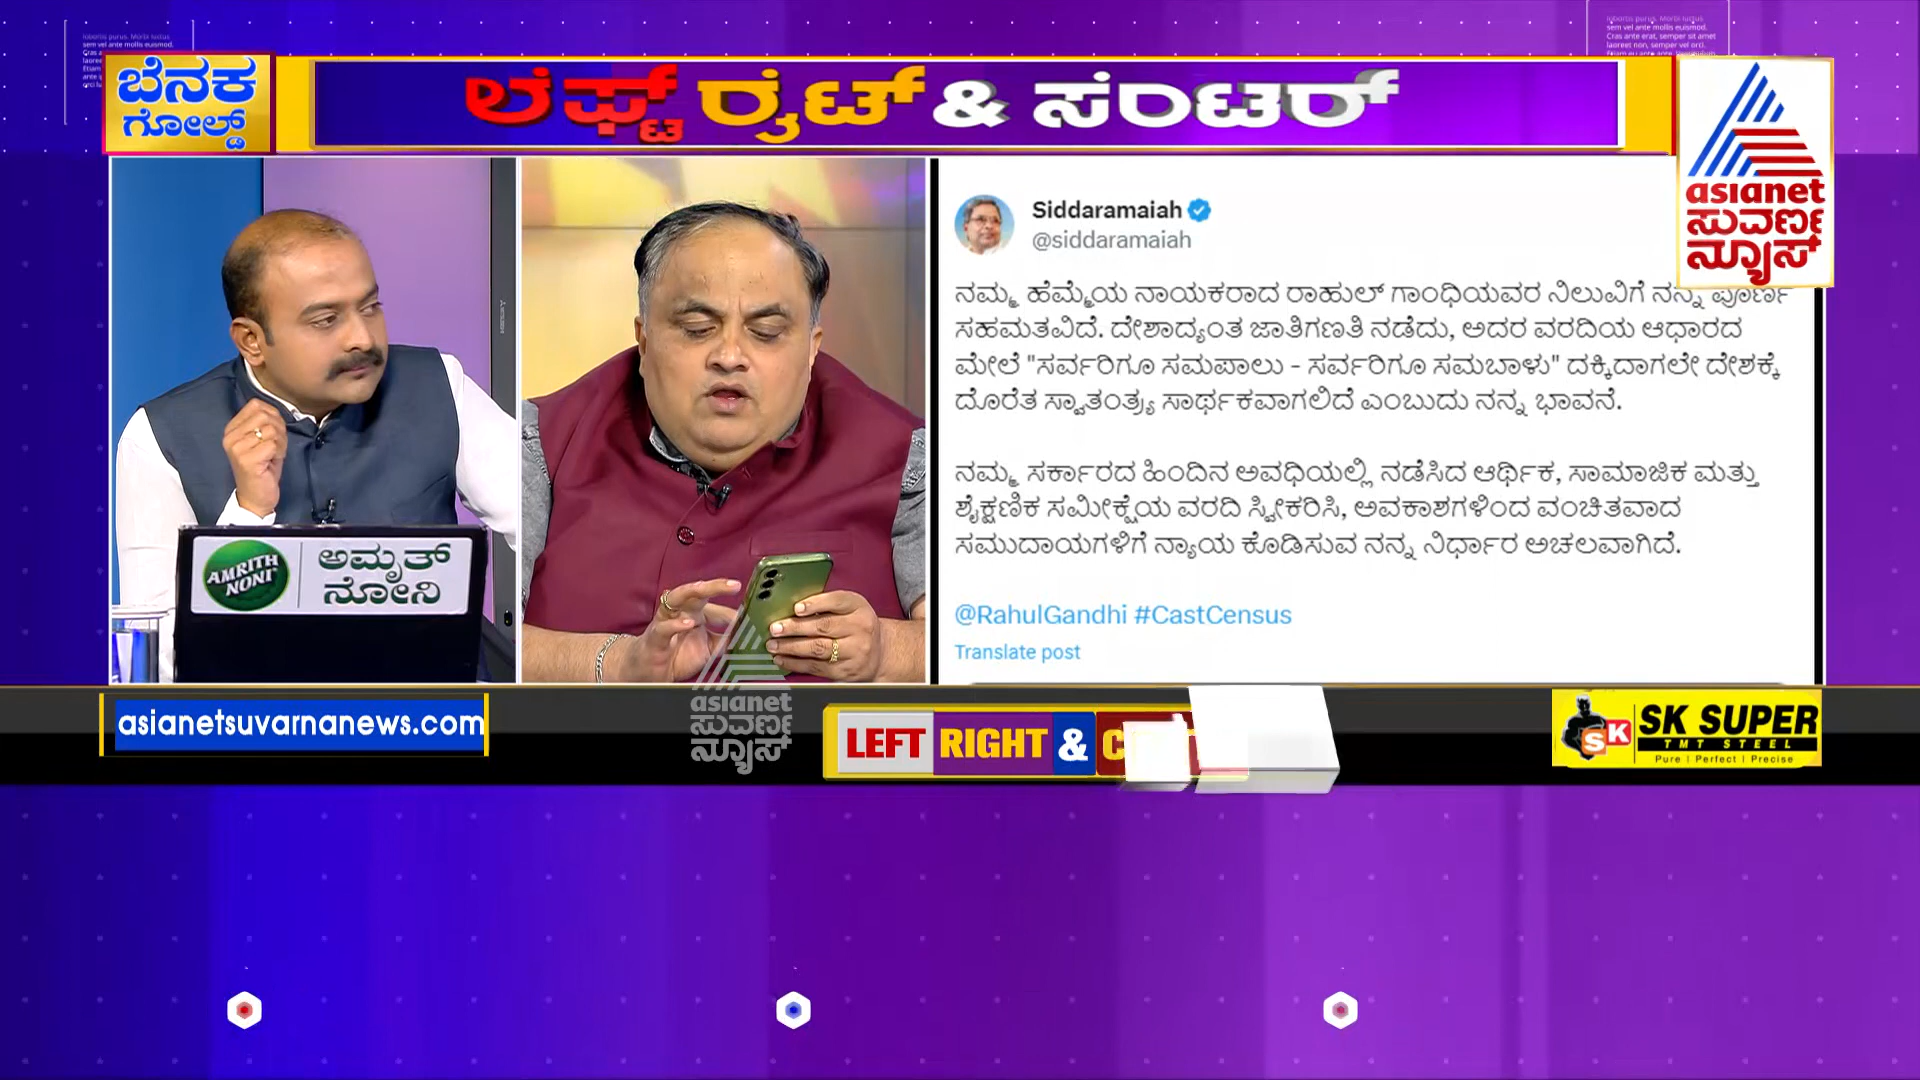 ಬೆನಕ
ಗೋಲ್ಡ್
ಲೆಫ್ಟ್ ರೈಟ್ & ಸೆಂಟರ್
asianet
ಸುವರ್ಣ
ನ್ಯೂಸ್
Siddaramaiah
@siddaramaiah
ನಮ್ಮ ಹೆಮ್ಮೆಯ ನಾಯಕರಾದ ರಾಹುಲ್ ಗಾಂಧಿಯವರ ನಿಲುವಿಗೆ ನನ್ನ ಪೂರ್ಣ
ಸಹಮತವಿದೆ. ದೇಶಾದ್ಯಂತ ಜಾತಿಗಣತಿ ನಡೆದು, ಅದರ ವರದಿಯ ಆಧಾರದ
ಮೇಲೆ "ಸರ್ವರಿಗೂ ಸಮಪಾಲು - ಸರ್ವರಿಗೂ ಸಮಬಾಳು" ದಕ್ಕಿದಾಗಲೇ ದೇಶಕ್ಕೆ
ದೊರೆತ ಸ್ವಾತಂತ್ರ್ಯ ಸಾರ್ಥಕವಾಗಲಿದೆ ಎಂಬುದು ನನ್ನ ಭಾವನೆ.
ನಮ್ಮ ಸರ್ಕಾರದ ಹಿಂದಿನ ಅವಧಿಯಲ್ಲಿ ನಡೆಸಿದ ಆರ್ಥಿಕ, ಸಾಮಾಜಿಕ ಮತ್ತು
ಶೈಕ್ಷಣಿಕ ಸಮೀಕ್ಷೆಯ ವರದಿ ಸ್ವೀಕರಿಸಿ, ಅವಕಾಶಗಳಿಂದ ವಂಚಿತವಾದ
ಸಮುದಾಯಗಳಿಗೆ ನ್ಯಾಯ ಕೊಡಿಸುವ ನನ್ನ ನಿರ್ಧಾರ ಅಚಲವಾಗಿದೆ.
@RahulGandhi #CastCensus
Translate post
AMRITH
NONI
ಅಮೃತ್
ನೋನಿ
asianetsuvarnanews.com
asianet
ಸುವರ್ಣ
ನ್ಯೂಸ್
LEFT RIGHT &
SK SK SUPER
TMT STEEL
Pure | Perfect | Precise